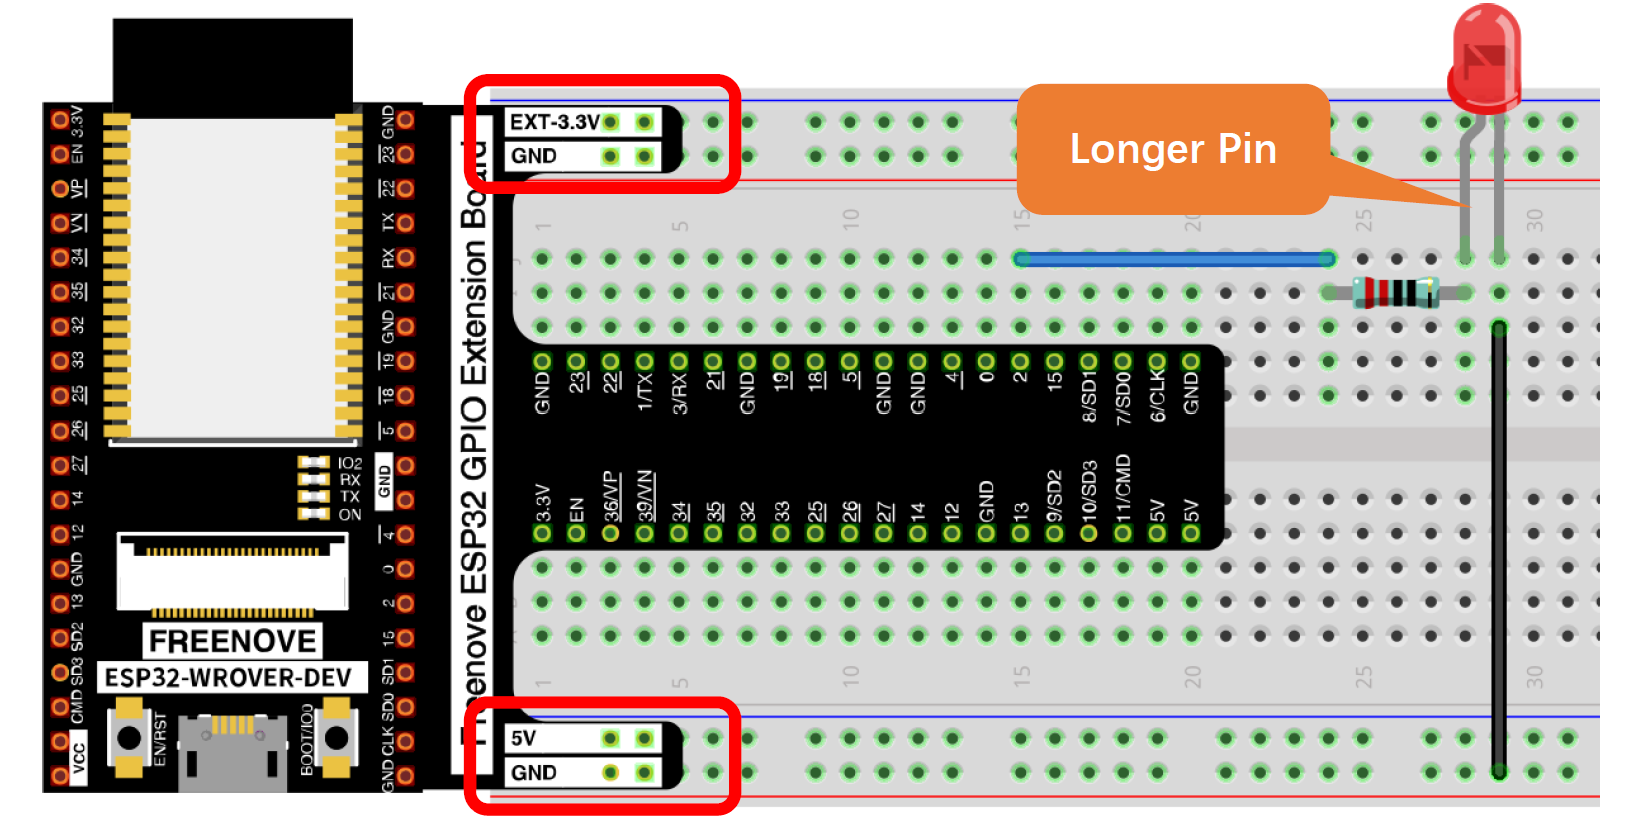 3.3V
EN
VP
VN
34
35
32
33
25
26
27
14
12
GND
13
SD2
SD3
CMD
VCC
GND
23
22
TX
RX
21
GND
19
18
5
GND
4
0
2
15
SD1
SD0
CLK
GND
IO2
RX
TX
ON
FREENOVE
ESP32-WROVER-DEV
EN/RST
BOOT/IO0
Freenove ESP32 GPIO Extension Board
EXT-3.3V
GND
Longer Pin
1 5 10 15 20 25 30
J
GND 23 22 1/TX 3/RX 21 GND 19 18 5 GND GND 4 0 2 15 8/SD1 7/SD0 6/CLK GND
3.3V EN 36/VP 39/VN 34 35 32 33 25 26 27 14 12 GND 13 9/SD2 10/SD3 11/CMD 5V 5V
1 5 10 15 20 25 30
5V
GND